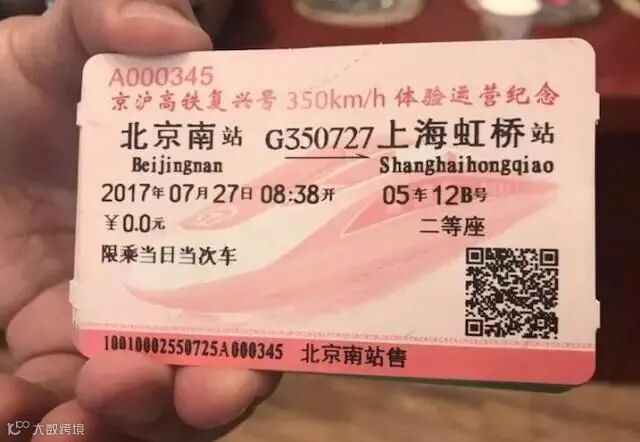 A000345
京沪高铁复兴号 350km/h 体验运营纪念
北京南站 G350727 上海虹桥站
Beijingnan Shanghaihongqiao
2017年07月27日 08:38开 05车 12B号
￥0.0元 二等座
限乘当日当次车
10010002550725A000345 北京南站售
大数跨境